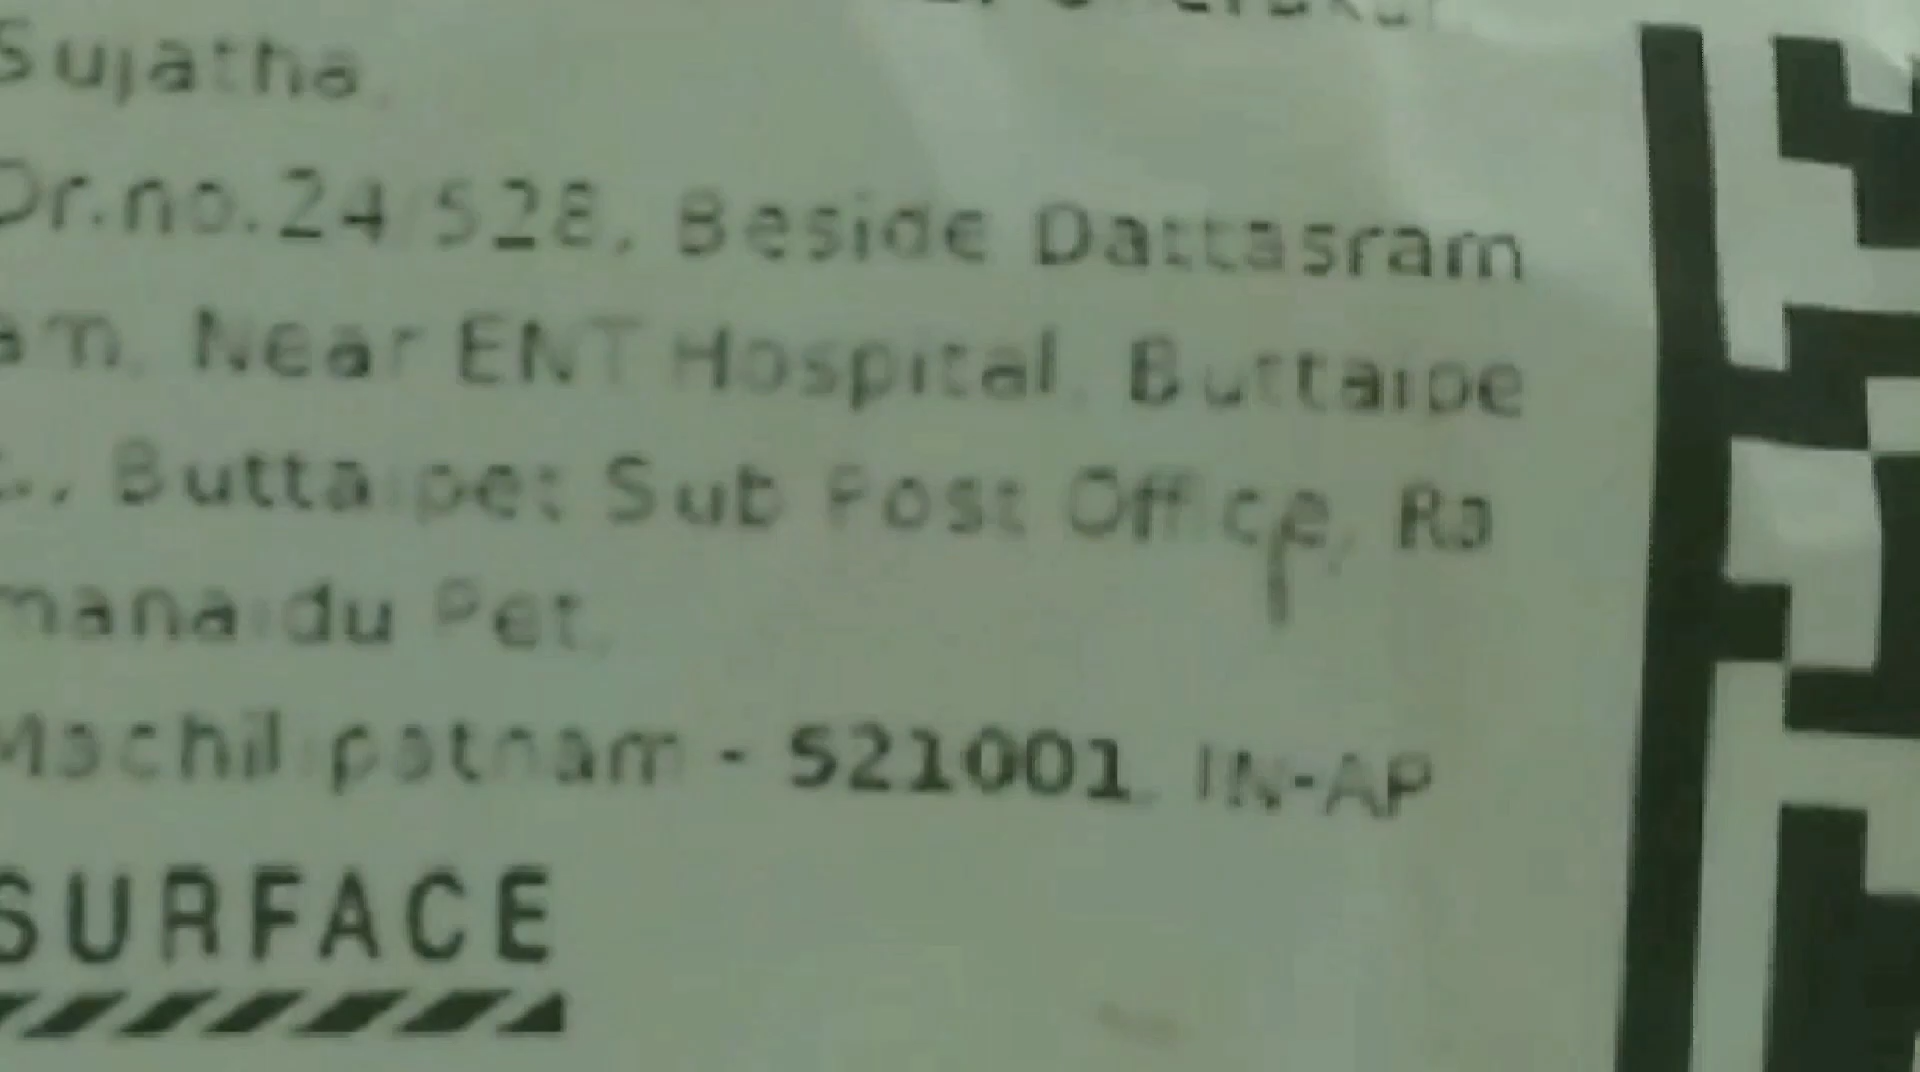 Sujatha,
Dr.no.24/528, Beside Dattasram
am, Near ENT Hospital, Buttaipe
t., Buttaipet Sub Post Office, Ra
manaidu Pet,
Machilipatnam - 521001, IN-AP
SURFACE